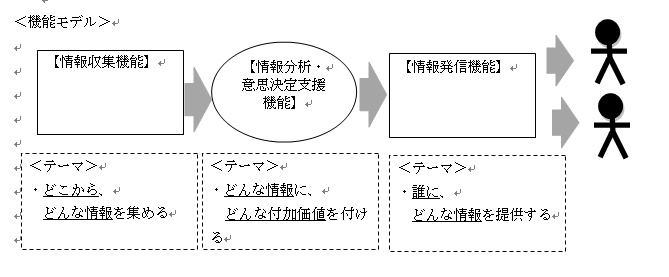 ＜機能モデル＞
【情報収集機能】
【情報分析・
意思決定支援
機能】
【情報発信機能】
＜テーマ＞
・どこから、
どんな情報を集める
＜テーマ＞
・どんな情報に、
どんな付加価値を付け
る
＜テーマ＞
・誰に、
どんな情報を提供する